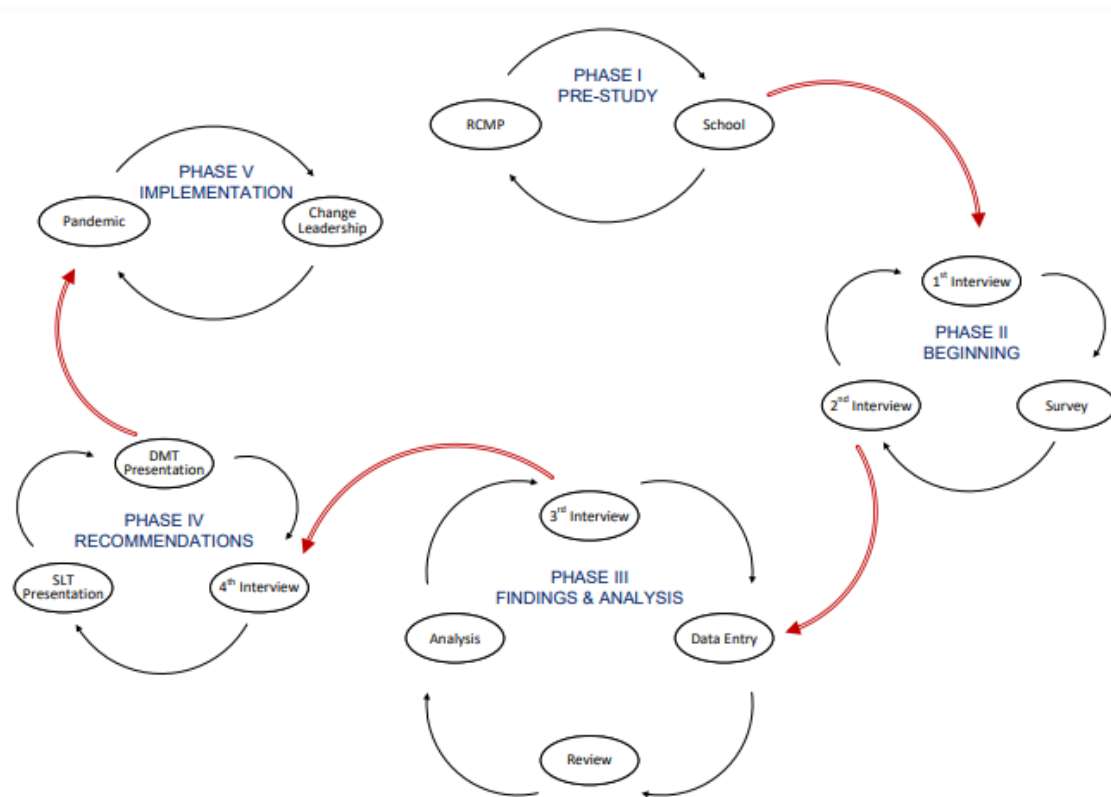 PHASE I
PRE-STUDY
RCMP
School
PHASE II
BEGINNING
1st Interview
Survey
2nd Interview
PHASE III
FINDINGS & ANALYSIS
3rd Interview
Data Entry
Review
Analysis
PHASE IV
RECOMMENDATIONS
DMT
Presentation
4th Interview
SLT
Presentation
PHASE V
IMPLEMENTATION
Pandemic
Change
Leadership